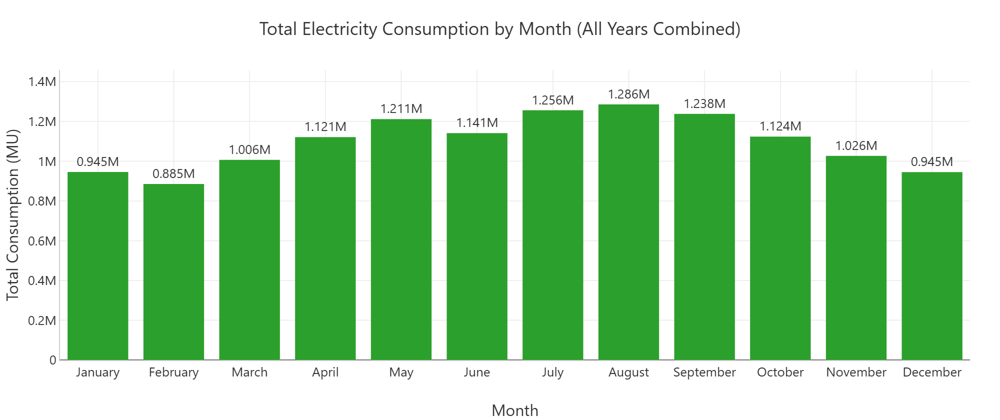 Total Electricity Consumption by Month (All Years Combined)
Total Consumption (MU)
1.4M
1.2M
1M
0.8M
0.6M
0.4M
0.2M
0
0.945M
0.885M
1.006M
1.121M
1.211M
1.141M
1.256M
1.286M
1.238M
1.124M
1.026M
0.945M
January February March April May June July August September October November December
Month